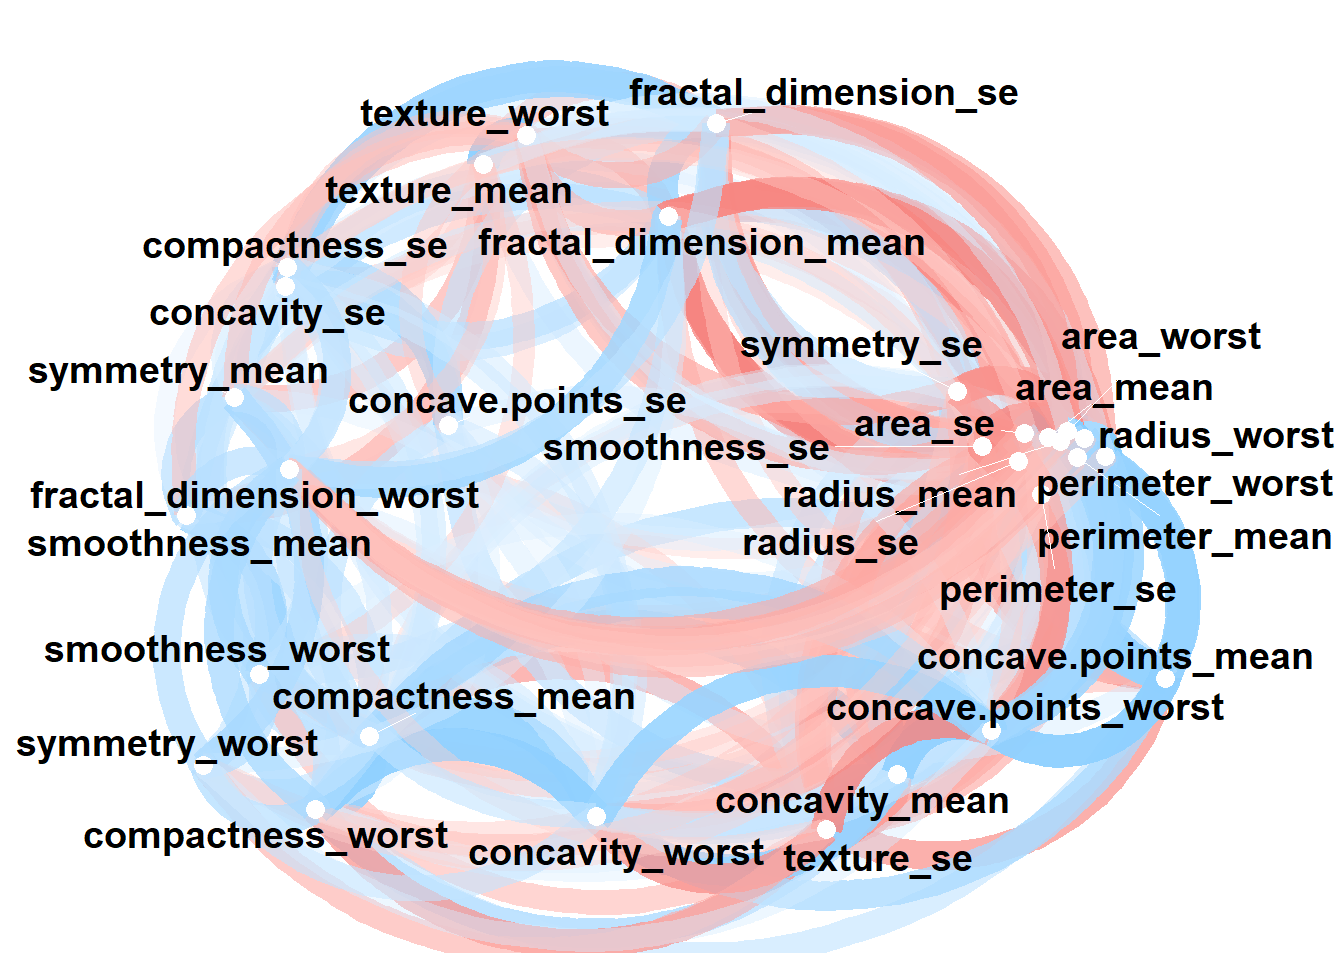 fractal_dimension_se
texture_worst
texture_mean
compactness_se
fractal_dimension_mean
concavity_se
area_worst
symmetry_se
symmetry_mean
area_mean
concave.points_se
area_se
radius_worst
smoothness_se
perimeter_worst
radius_mean
fractal_dimension_worst
perimeter_mean
radius_se
smoothness_mean
perimeter_se
smoothness_worst
concave.points_mean
compactness_mean
concave.points_worst
symmetry_worst
concavity_mean
compactness_worst
concavity_worst
texture_se